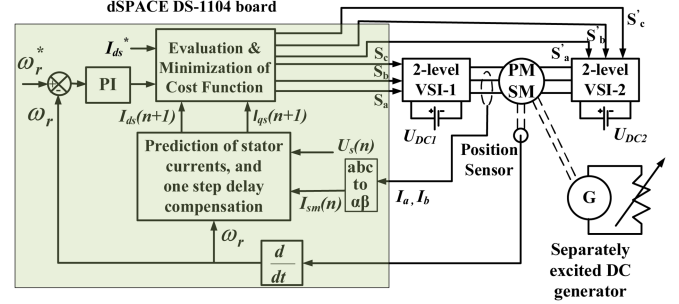 dSPACE DS-1104 board
S'c
S'b
S'a
Ids*
ωr*
ωr
PI
Evaluation &
Minimization of
Cost Function
Sc
Sb
Sa
2-level
VSI-1
PM
SM
2-level
VSI-2
UDC1
UDC2
Ids(n+1)
Iqs(n+1)
Prediction of stator
currents, and
one step delay
compensation
Us(n)
Ism(n)
abc
to
αβ
Ia , Ib
Position
Sensor
G
ωr
d
dt
Separately
excited DC
generator